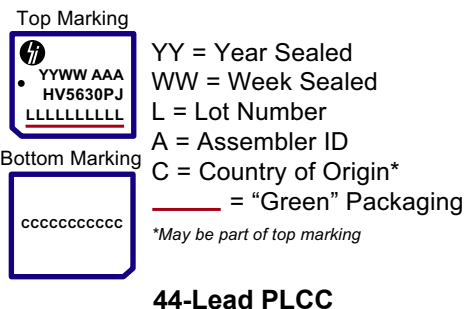 Top Marking
YYWW AAA
HV5630PJ
LLLLLLLLLL
Bottom Marking
CCCCCCCCCCC
YY = Year Sealed
WW = Week Sealed
L = Lot Number
A = Assembler ID
C = Country of Origin*
= “Green” Packaging
*May be part of top marking
44-Lead PLCC